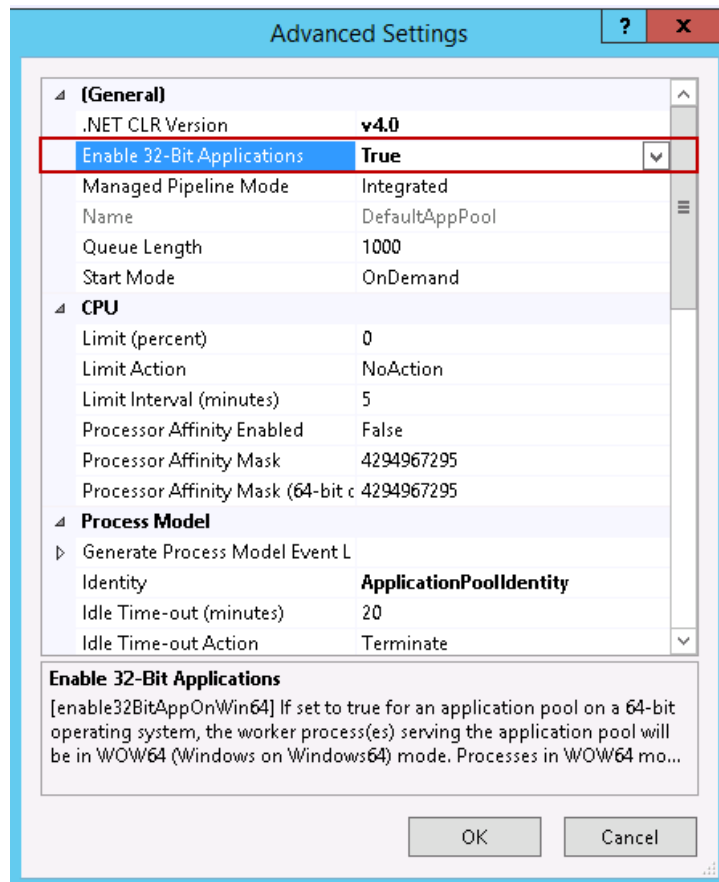 Advanced Settings
?
x
(General)
.NET CLR Version v4.0
Enable 32-Bit Applications True
Managed Pipeline Mode Integrated
Name DefaultAppPool
Queue Length 1000
Start Mode OnDemand
CPU
Limit (percent) 0
Limit Action NoAction
Limit Interval (minutes) 5
Processor Affinity Enabled False
Processor Affinity Mask 4294967295
Processor Affinity Mask (64-bit c 4294967295
Process Model
Generate Process Model Event L
Identity ApplicationPoolIdentity
Idle Time-out (minutes) 20
Idle Time-out Action Terminate
Enable 32-Bit Applications
[enable32BitAppOnWin64] If set to true for an application pool on a 64-bit
operating system, the worker process(es) serving the application pool will
be in WOW64 (Windows on Windows64) mode. Processes in WOW64 mo...
OK Cancel